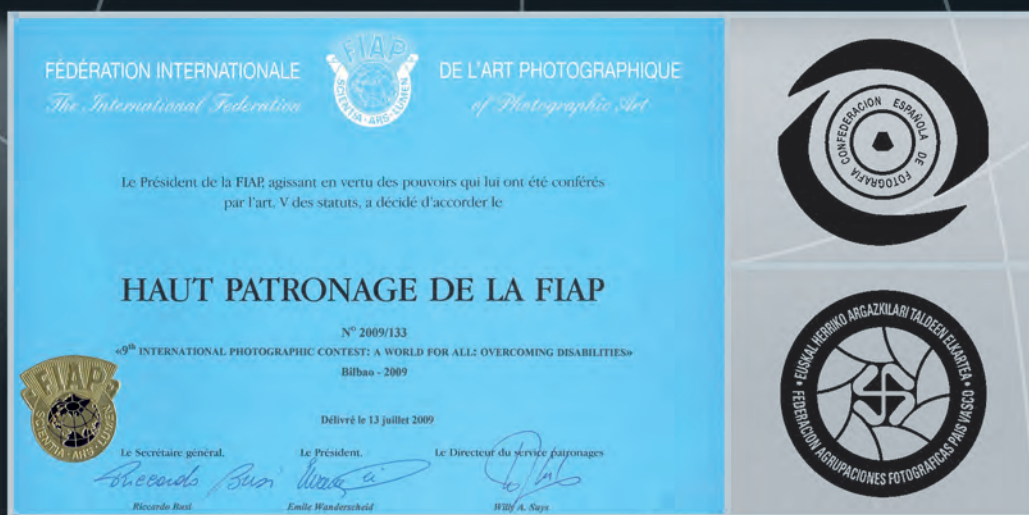 FÉDÉRATION INTERNATIONALE
The International Federation
FIAP
SCIENTIA-ARS-LUMEN
DE L'ART PHOTOGRAPHIQUE
of Photographic Art
Le Président de la FIAP, agissant en vertu des pouvoirs qui lui ont été conférés
par l'art. V des statuts, a décidé d'accorder le
HAUT PATRONAGE DE LA FIAP
N° 2009/133
«9th INTERNATIONAL PHOTOGRAPHIC CONTEST: A WORLD FOR ALL: OVERCOMING DISABILITIES»
Bilbao - 2009
Délivré le 13 juillet 2009
FIAP
SCIENTIA-ARS-LUMEN
Le Secrétaire général.
Le Président.
Le Directeur du service patronages
Riccardo Busi
Riccardo Busi
Emile Wanderscheid
Willy A. Suys
CONFEDERACION ESPAÑOLA DE FOTOGRAFIA
• EUSKAL HERRIKO ARGAZKILARI TALDEEN ELKARTEA •
FEDERACION AGRUPACIONES FOTOGRAFICAS PAIS VASCO